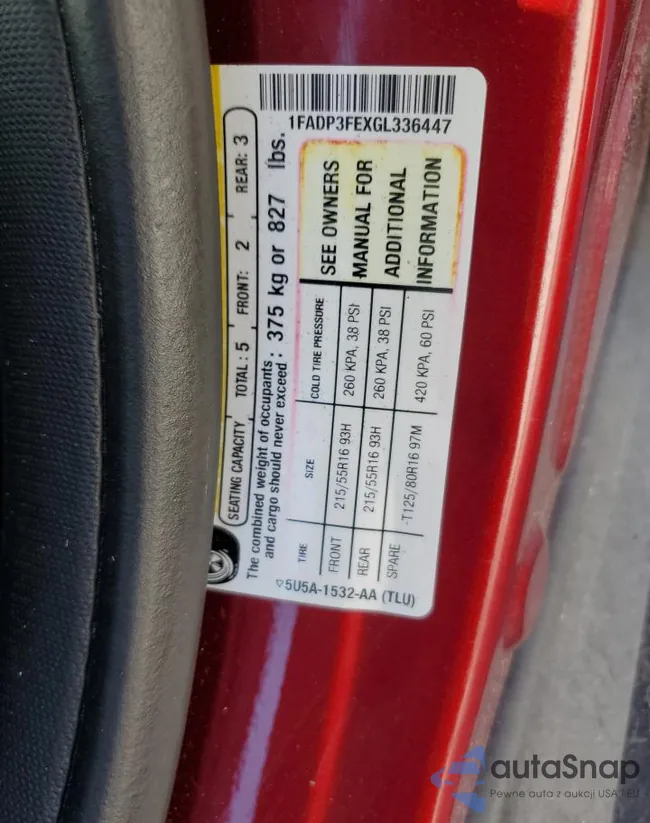 1FADP3FEXGL336447
SEATING CAPACITY TOTAL : 5 FRONT: 2 REAR: 3
The combined weight of occupants
and cargo should never exceed : 375 kg or 827 lbs.
TIRE SIZE COLD TIRE PRESSURE
FRONT 215/55R16 93H 260 KPA, 38 PSI
REAR 215/55R16 93H 260 KPA, 38 PSI
SPARE T125/80R16 97M 420 KPA, 60 PSI
SEE OWNERS
MANUAL FOR
ADDITIONAL
INFORMATION
5U5A-1532-AA (TLU)
autaSnap
Pewne auta z aukcji USA i EU